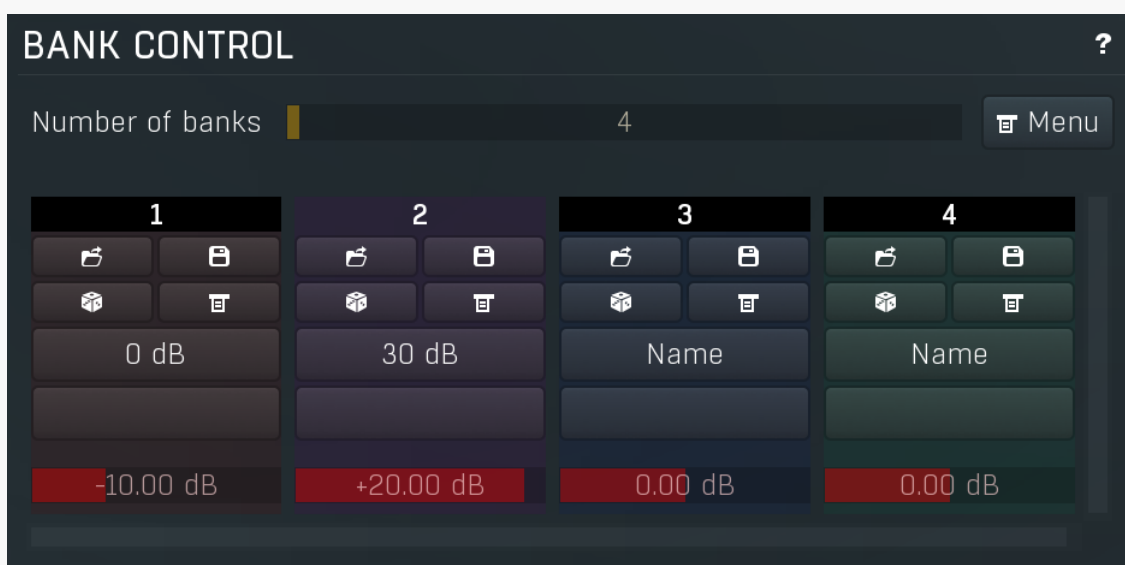 BANK CONTROL ?
Number of banks 4 Menu
1 2 3 4
0 dB 30 dB Name Name
-10.00 dB +20.00 dB 0.00 dB 0.00 dB